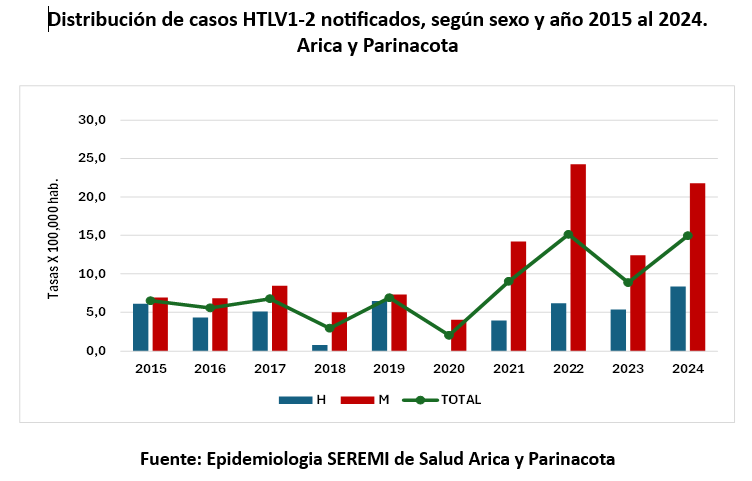 Distribución de casos HTLV1-2 notificados, según sexo y año 2015 al 2024.
Arica y Parinacota
Tasas X 100,000 hab.
30,0
25,0
20,0
15,0
10,0
5,0
0,0
2015 2016 2017 2018 2019 2020 2021 2022 2023 2024
H M TOTAL
Fuente: Epidemiologia SEREMI de Salud Arica y Parinacota